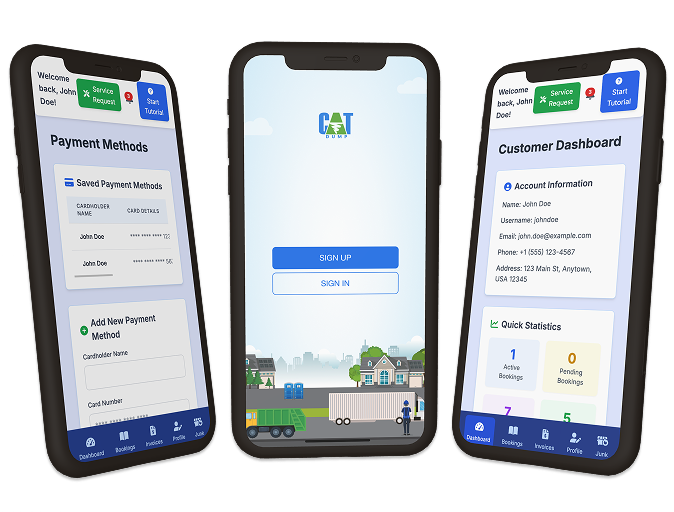 Welcome
back, John
Doe!
Service
Request
3
Start
Tutorial
Payment Methods
Saved Payment Methods
CARDHOLDER
NAME
CARD DETAILS
John Doe
**** **** ****
John Doe
**** **** ****
Add New Payment
Method
Cardholder Name
Card Number
**** **** **** ****
Dashboard
Bookings
Invoices
Profile
Junk
CAT
DUMP
SIGN UP
SIGN IN
Welcome
back, John
Doe!
Service
Request
3
Start
Tutorial
Customer Dashboard
Account Information
Name: John Doe
Username: johndoe
Email: john.doe@example.com
Phone: +1 (555) 123-4567
Address: 123 Main St, Anytown,
USA 12345
Quick Statistics
1
Active
Bookings
0
Pending
Bookings
7
5
Dashboard
Bookings
Invoices
Profile
Junk